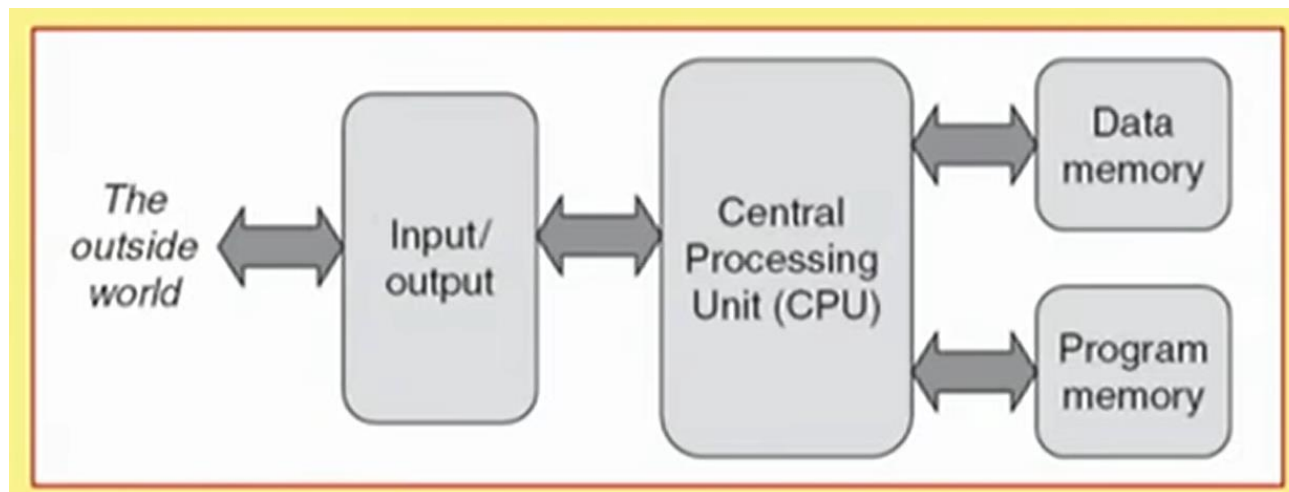 The
outside
world
Input/
output
Central
Processing
Unit (CPU)
Data
memory
Program
memory